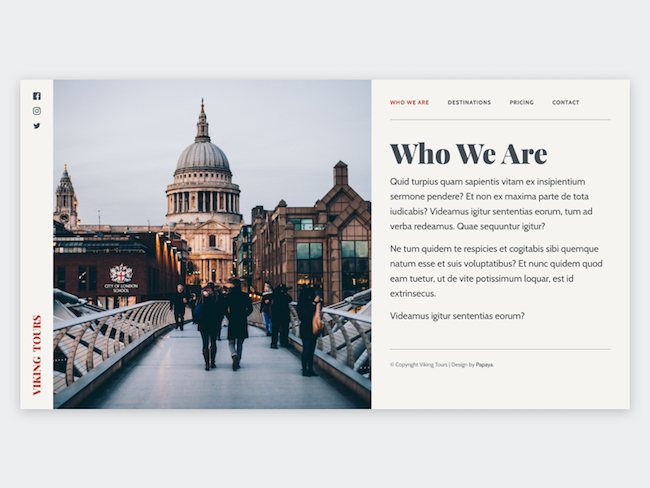 VIKING TOURS
CITY OF LONDON
SCHOOL
WHO WE ARE
DESTINATIONS
PRICING
CONTACT
Who We Are
Quid turpius quam sapientis vitam ex insipientium
sermone pendere? Et non ex maxima parte de tota
iudicabis? Videamus igitur sententias eorum, tum ad
verba redeamus. Quae sequuntur igitur?
Ne tum quidem te respicies et cogitabis sibi quemque
natum esse et suis voluptatibus? Et nunc quidem quod
eam tuetur, ut de vite potissimum loquar, est id
extrinsecus.
Videamus igitur sententias eorum?
© Copyright Viking Tours | Design by Papaya.